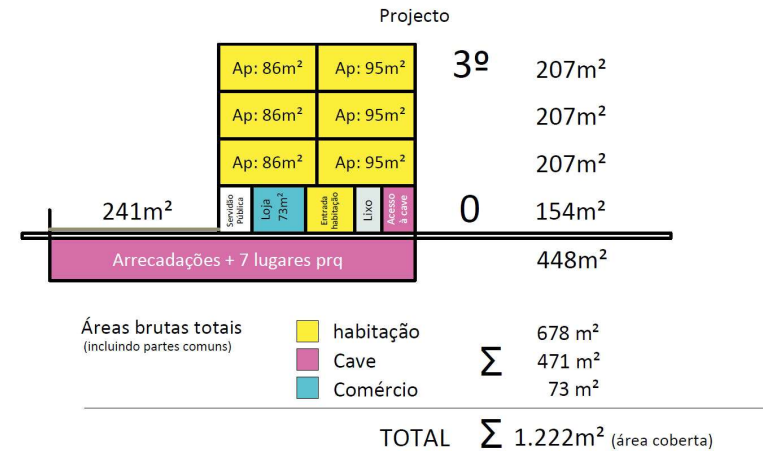 Projecto
Ap: 86m² Ap: 95m² 3º 207m²
Ap: 86m² Ap: 95m² 207m²
Ap: 86m² Ap: 95m² 207m²
241m² Servidão Pública Loja 73m² Entrada habitação Lixo Acesso à cave 0 154m²
Arrecadações + 7 lugares prq 448m²
Áreas brutas totais
(incluindo partes comuns)
habitação 678 m²
Cave Σ 471 m²
Comércio 73 m²
TOTAL Σ 1.222m² (área coberta)